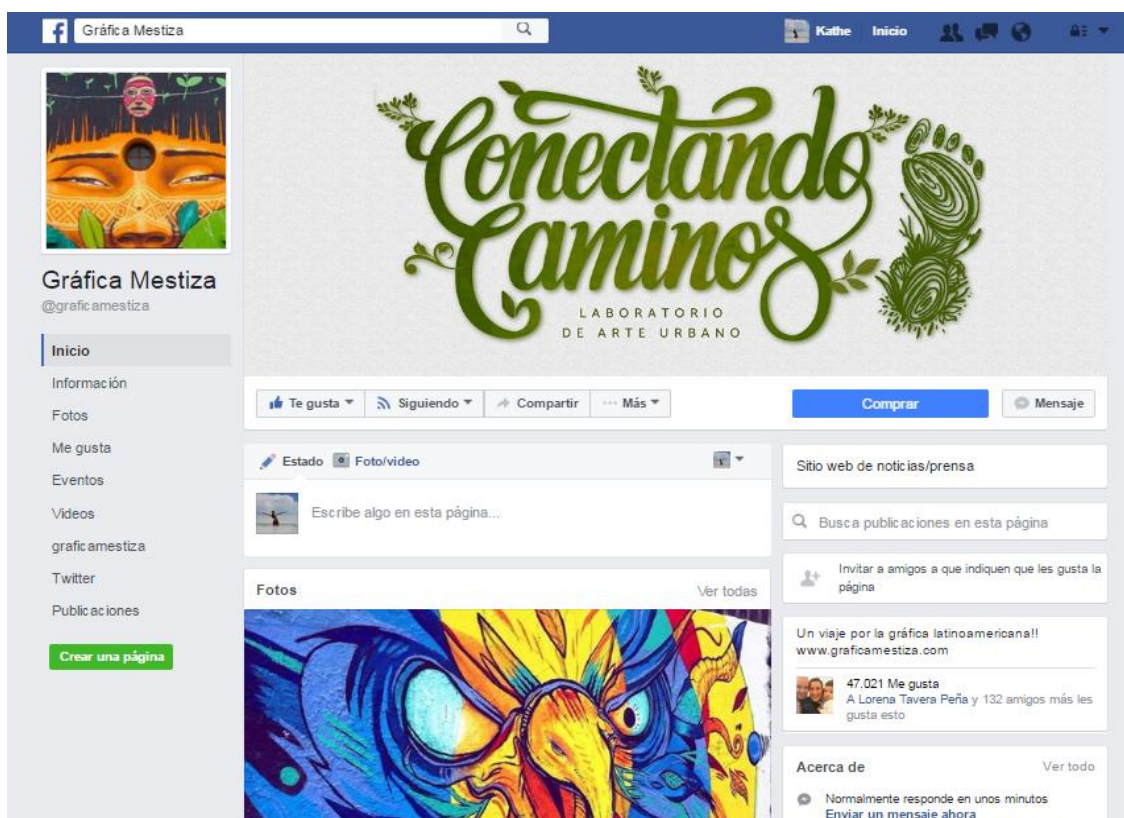 Gráfica Mestiza
Kathe Inicio
Conectando
Caminos
LABORATORIO
DE ARTE URBANO
Gráfica Mestiza
@graficamestiza
Inicio
Información
Fotos
Me gusta
Eventos
Videos
graficamestiza
Twitter
Publicaciones
Crear una página
Te gusta Siguiendo Compartir ··· Más Comprar Mensaje
Estado Foto/video
Escribe algo en esta página...
Fotos Ver todas
Sitio web de noticias/prensa
Busca publicaciones en esta página
Invitar a amigos a que indiquen que les gusta la
página
Un viaje por la gráfica latinoamericana!!
www.graficamestiza.com
47.021 Me gusta
A Lorena Tavera Peña y 132 amigos más les
gusta esto
Acerca de Ver todo
Normalmente responde en unos minutos
Enviar un mensaje ahora